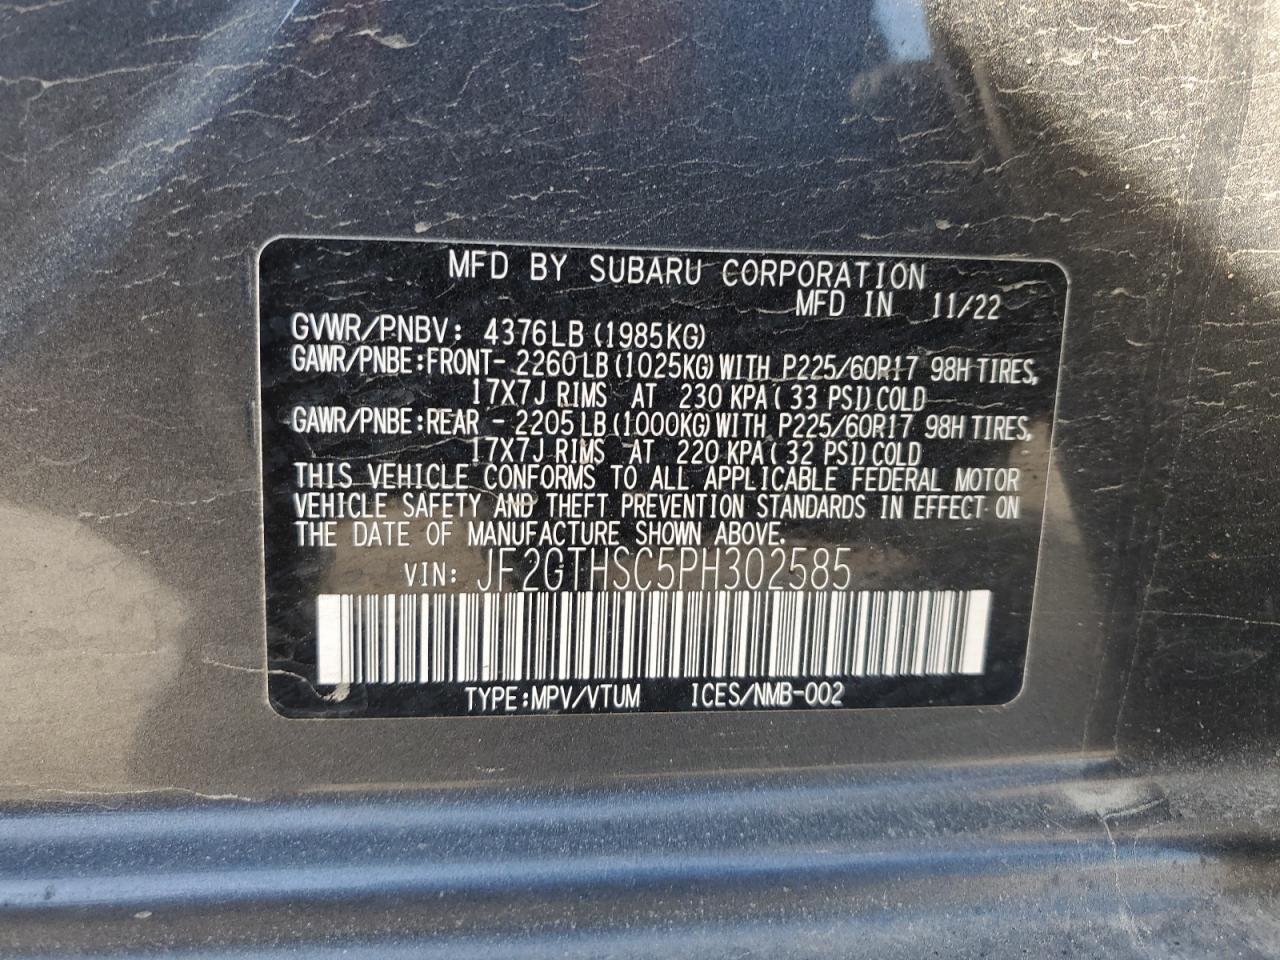 MFD BY SUBARU CORPORATION
MFD IN 11/22
GVWR/PNBV: 4376LB (1985KG)
GAWR/PNBE:FRONT- 2260 LB (1025KG) WITH P225/60R17 98H TIRES,
17X7J RIMS AT 230 KPA ( 33 PSI) COLD
GAWR/PNBE:REAR - 2205 LB (1000KG) WITH P225/60R17 98H TIRES,
17X7J RIMS AT 220 KPA ( 32 PSI) COLD
THIS VEHICLE CONFORMS TO ALL APPLICABLE FEDERAL MOTOR
VEHICLE SAFETY AND THEFT PREVENTION STANDARDS IN EFFECT ON
THE DATE OF MANUFACTURE SHOWN ABOVE.
VIN: JF2GTHSC5PH302585
TYPE:MPV/VTUM ICES/NMB-002